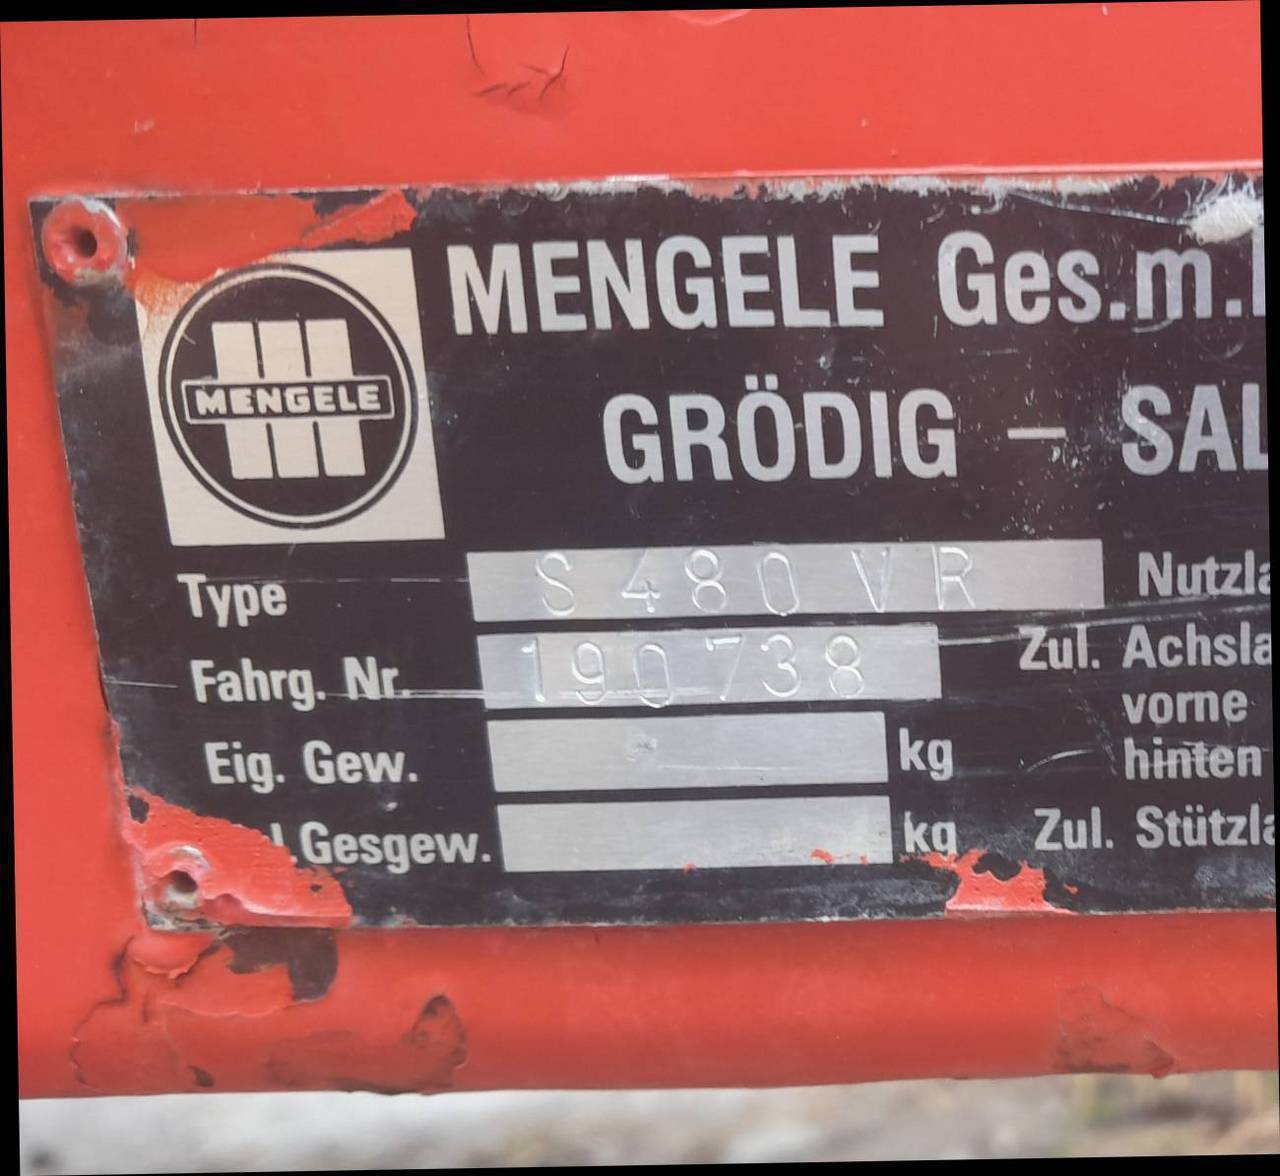 MENGELE Ges.m.
GRÖDIG – SAL
MENGELE
Type S 480 VR
Fahrg. Nr. 190738
Eig. Gew. kg
Gesgew. kg
Nutzla
Zul. Achsla
vorne
hinten
Zul. Stützla